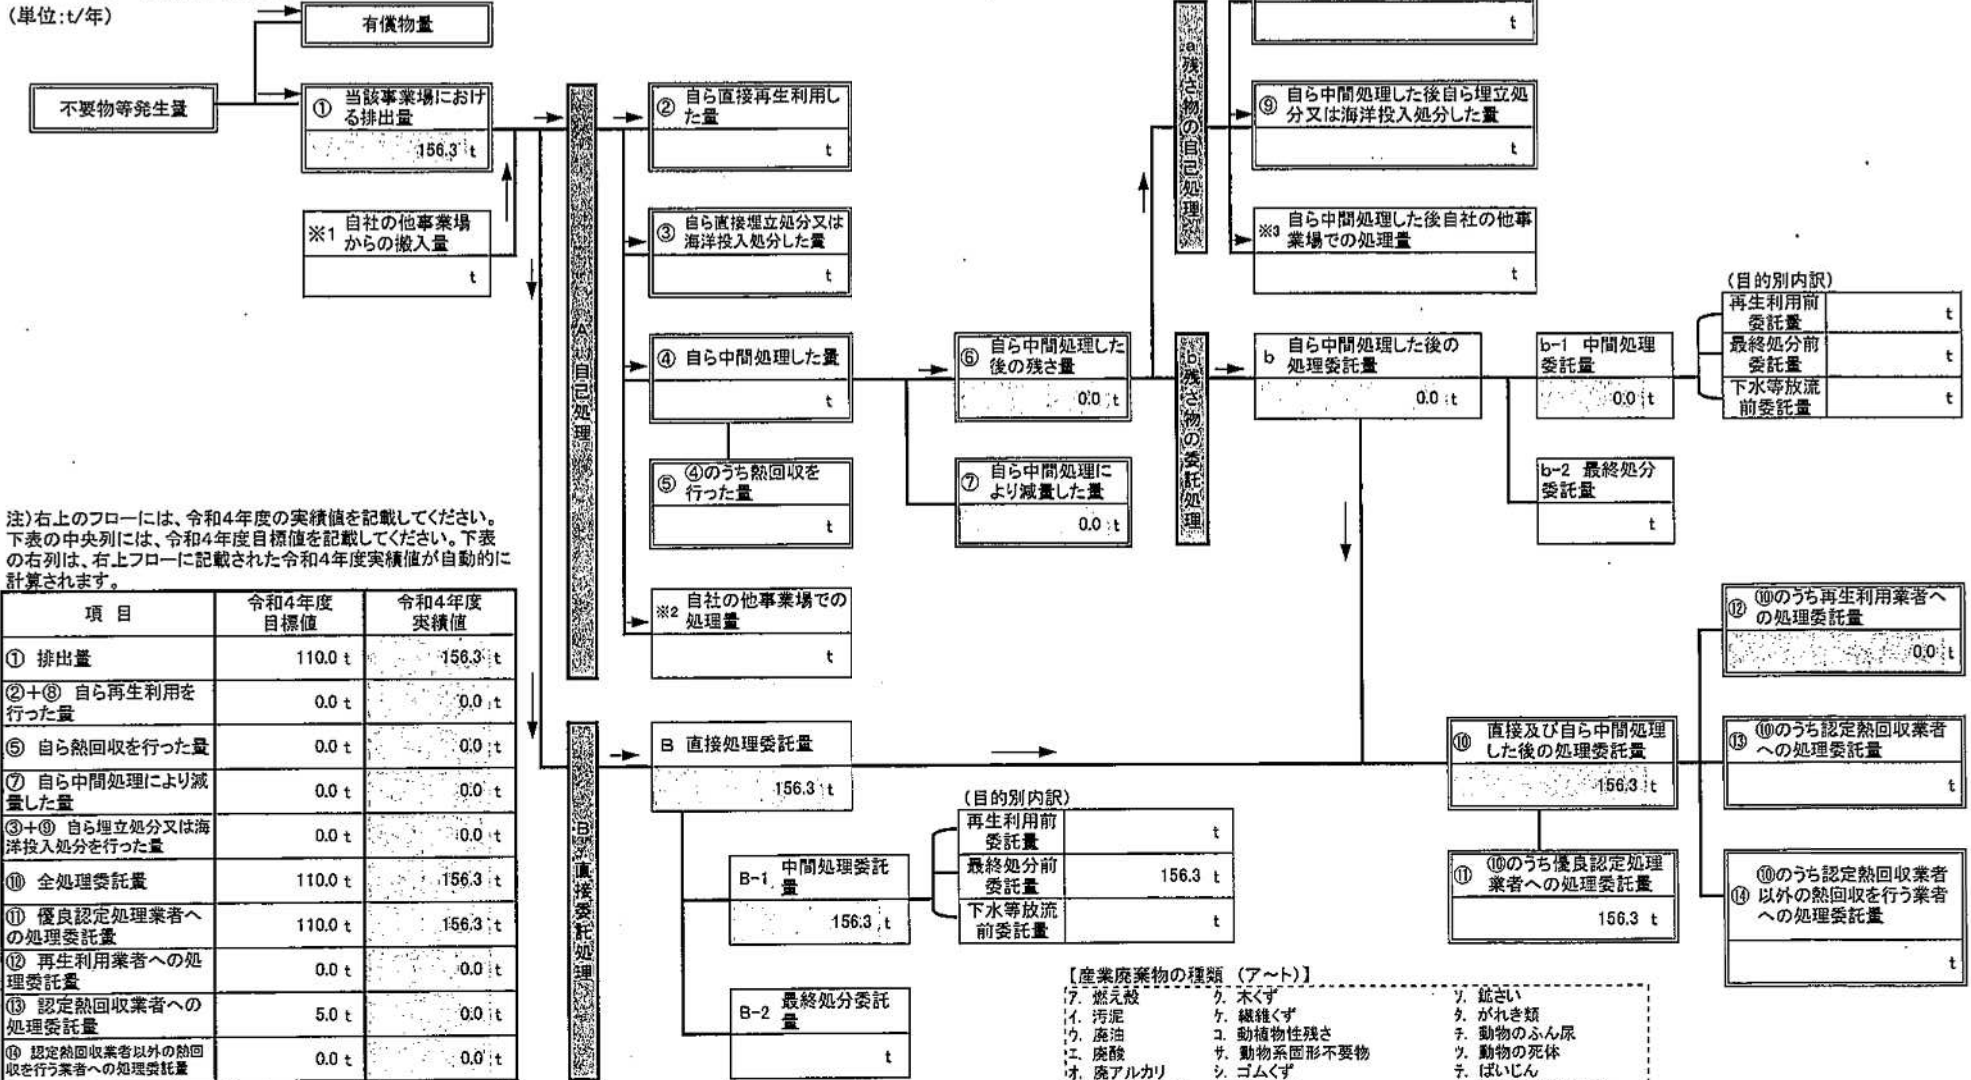 (単位:t/年)
有償物量
不要物等発生量
① 当該事業場におけ
る排出量
156.3 t
※1 自社の他事業場
からの搬入量
t
A 自己処理
② 自ら直接再生利用し
た量
t
③ 自ら直接埋立処分又は
海洋投入処分した量
t
④ 自ら中間処理した量
t
⑤ ④のうち熱回収を
行った量
t
※2 自社の他事業場での
処理量
t
⑥ 自ら中間処理した
後の残さ量
0.0 t
⑦ 自ら中間処理に
より減量した量
0.0 t
a 残さ物の自己処理
t
⑨ 自ら中間処理した後自ら埋立処
分又は海洋投入処分した量
t
※3 自ら中間処理した後自社の他事
業場での処理量
t
b 残さ物の委託処理
b 自ら中間処理した後の
処理委託量
0.0 t
b-1 中間処理
委託量
0.0 t
b-2 最終処分
委託量
t
(目的別内訳)
再生利用前
委託量
t
最終処分前
委託量
t
下水等放流
前委託量
t
注)右上のフローには、令和4年度の実績値を記載してください。
下表の中央列には、令和4年度目標値を記載してください。下表
の右列は、右上フローに記載された令和4年度実績値が自動的に
計算されます。
項 目 令和4年度 目標値 令和4年度 実績値
① 排出量 110.0 t 156.3 t
②+⑧ 自ら再生利用を
行った量 0.0 t 0.0 t
⑤ 自ら熱回収を行った量 0.0 t 0.0 t
⑦ 自ら中間処理により減
量した量 0.0 t 0.0 t
③+⑨ 自ら埋立処分又は海
洋投入処分を行った量 0.0 t 0.0 t
⑩ 全処理委託量 110.0 t 156.3 t
⑪ 優良認定処理業者へ
の処理委託量 110.0 t 156.3 t
⑫ 再生利用業者への処
理委託量 0.0 t 0.0 t
⑬ 認定熱回収業者への
処理委託量 5.0 t 0.0 t
⑭ 認定熱回収業者以外の熱回
収を行う業者への処理委託量 0.0 t 0.0 t
B 直接委託処理
B 直接処理委託量
156.3 t
B-1 中間処理委託
量
156.3 t
B-2 最終処分委託
量
t
(目的別内訳)
再生利用前
委託量
t
最終処分前
委託量
156.3 t
下水等放流
前委託量
t
⑩ 直接及び自ら中間処理
した後の処理委託量
156.3 t
⑪ ⑩のうち優良認定処理
業者への処理委託量
156.3 t
⑫ ⑩のうち再生利用業者へ
の処理委託量
0.0 t
⑬ ⑩のうち認定熱回収業者
への処理委託量
t
⑭ ⑩のうち認定熱回収業者
以外の熱回収を行う業者
への処理委託量
t
【産業廃棄物の種類 (ア~ト)】
ア. 燃え殻 ク. 木くず ソ. 鉱さい
イ. 汚泥 ケ. 繊維くず タ. がれき類
ウ. 廃油 コ. 動植物性残さ チ. 動物のふん尿
エ. 廃酸 サ. 動物系固形不要物 ツ. 動物の死体
オ. 廃アルカリ シ. ゴムくず テ. ばいじん